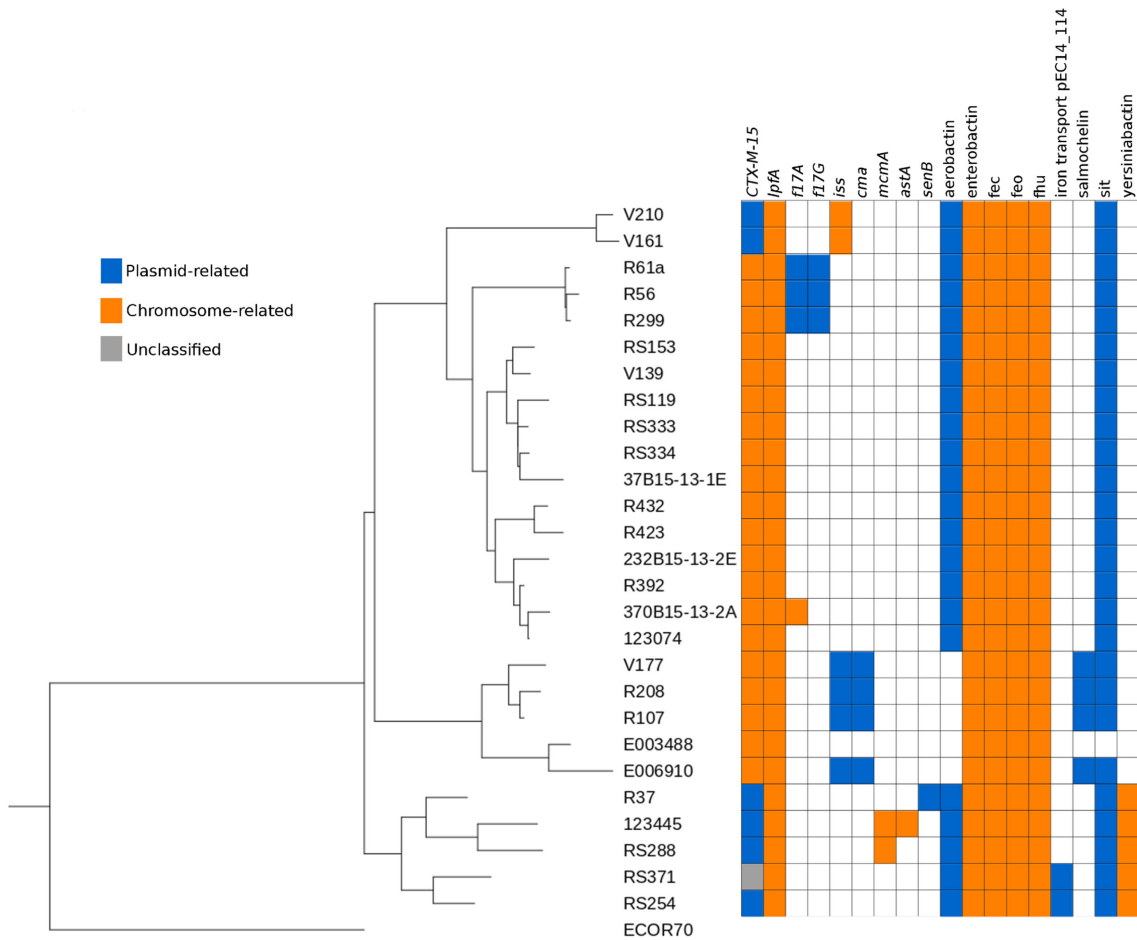 CTX-M-15
lpfA
f17A
f17G
iss
cma
mcmA
astA
senB
aerobactin
enterobactin
fec
feo
fhu
iron transport pEC14_114
salmochelin
sit
yersiniabactin
Plasmid-related
Chromosome-related
Unclassified
V210
V161
R61a
R56
R299
RS153
V139
RS119
RS333
RS334
37B15-13-1E
R432
R423
232B15-13-2E
R392
370B15-13-2A
123074
V177
R208
R107
E003488
E006910
R37
123445
RS288
RS371
RS254
ECOR70